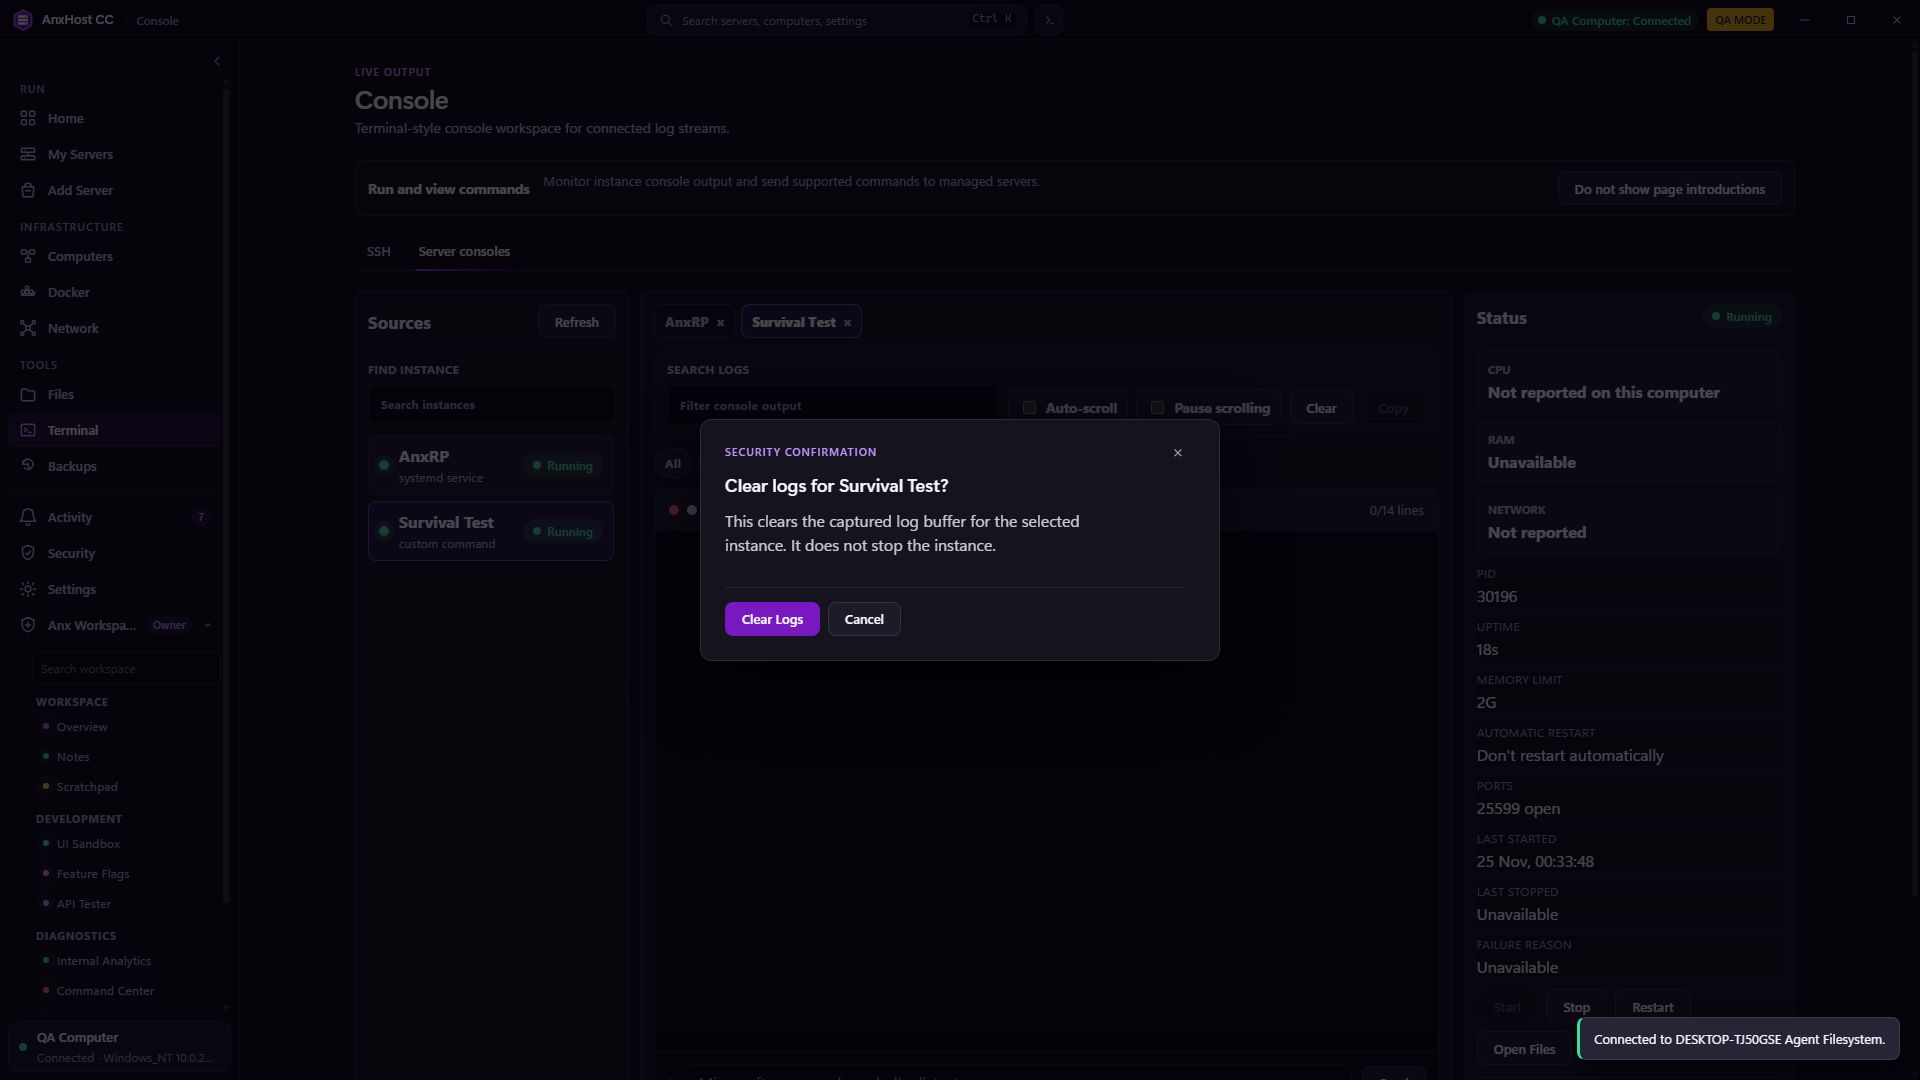 AnxHost CC
Console
Search servers, computers, settings
Ctrl K
QA Computer: Connected
QA MODE
RUN
Home
My Servers
Add Server
INFRASTRUCTURE
Computers
Docker
Network
TOOLS
Files
Terminal
Backups
Activity
7
Security
Settings
Anx Workspa...
Owner
Search workspace
WORKSPACE
Overview
Notes
Scratchpad
DEVELOPMENT
UI Sandbox
Feature Flags
API Tester
DIAGNOSTICS
Internal Analytics
Command Center
QA Computer
Connected · Windows_NT 10.0.2...
LIVE OUTPUT
Console
Terminal-style console workspace for connected log streams.
Run and view commands
Monitor instance console output and send supported commands to managed servers.
Do not show page introductions
SSH
Server consoles
Sources
Refresh
FIND INSTANCE
Search instances
AnxRP
systemd service
Running
Survival Test
custom command
Running
AnxRP ×
Survival Test ×
SEARCH LOGS
Filter console output
Auto-scroll
Pause scrolling
Clear
Copy
All
0/14 lines
SECURITY CONFIRMATION
×
Clear logs for Survival Test?
This clears the captured log buffer for the selected
instance. It does not stop the instance.
Clear Logs
Cancel
Status
Running
CPU
Not reported on this computer
RAM
Unavailable
NETWORK
Not reported
PID
30196
UPTIME
18s
MEMORY LIMIT
2G
AUTOMATIC RESTART
Don't restart automatically
PORTS
25599 open
LAST STARTED
25 Nov, 00:33:48
LAST STOPPED
Unavailable
FAILURE REASON
Unavailable
Start
Stop
Restart
Open Files
Connected to DESKTOP-TJ50GSE Agent Filesystem.